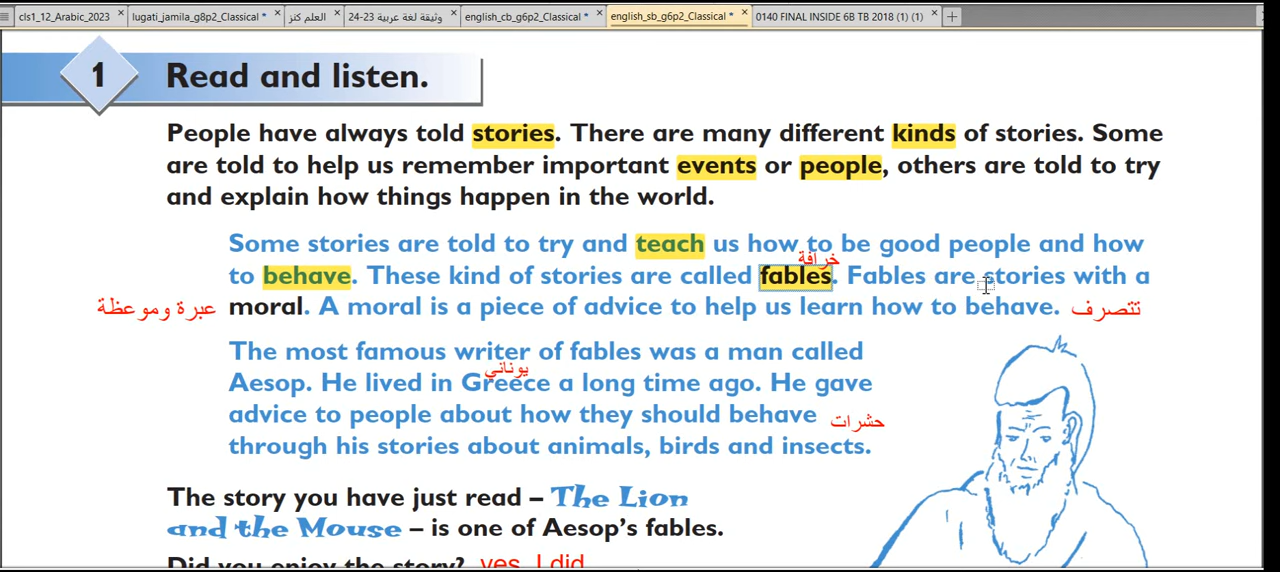 cls1_12_Arabic_2023 × lugati_jamila_g8p2_Classical * × العلم كنز × وثيقة لغة عربية 23-24 × english_cb_g6p2_Classical * × english_sb_g6p2_Classical * × 0140 FINAL INSIDE 6B TB 2018 (1) (1) ×
1 Read and listen.
People have always told stories. There are many different kinds of stories. Some
are told to help us remember important events or people, others are told to try
and explain how things happen in the world.
Some stories are told to try and teach us how to be good people and how
خرافة
to behave. These kind of stories are called fables. Fables are stories with a
عبرة وموعظة moral. A moral is a piece of advice to help us learn how to behave. تتصرف
The most famous writer of fables was a man called
يوناني
Aesop. He lived in Greece a long time ago. He gave
advice to people about how they should behave حشرات
through his stories about animals, birds and insects.
The story you have just read – The Lion
and the Mouse – is one of Aesop's fables.
Did you enjoy the story? yes, I did